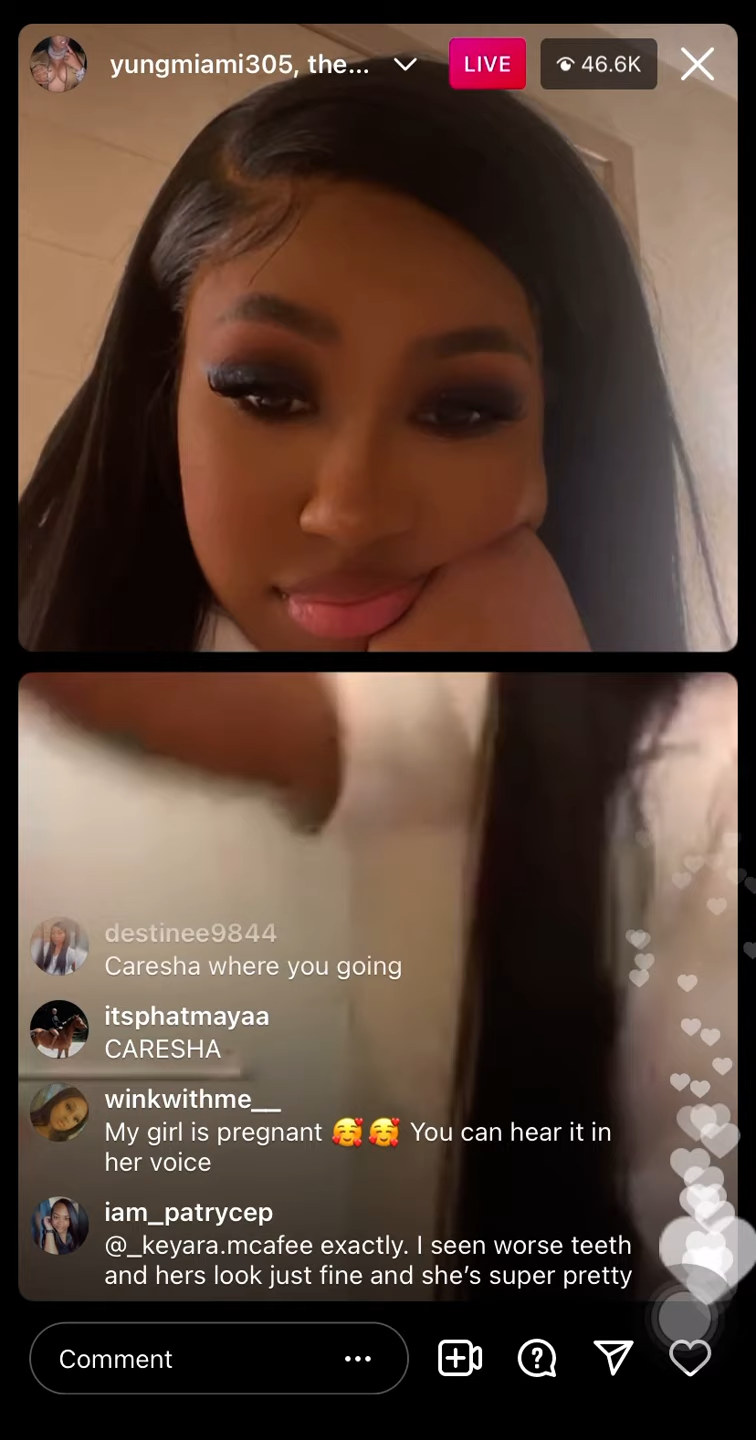 yungmiami305, the...
LIVE
46.6K
destinee9844
Caresha where you going
itsphatmayaa
CARESHA
winkwithme__
My girl is pregnant 🥰🥰 You can hear it in
her voice
iam_patrycep
@_keyara.mcafee exactly. I seen worse teeth
and hers look just fine and she’s super pretty
Comment